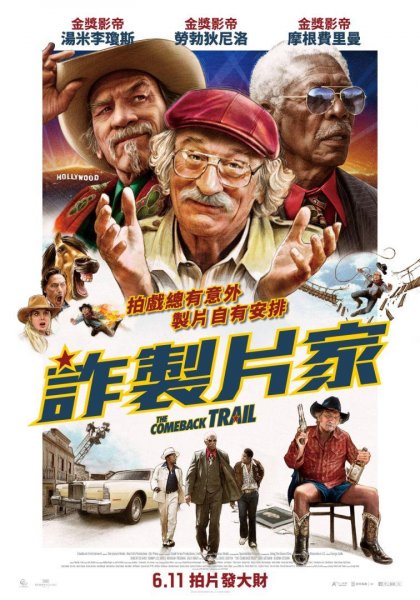 金獎影帝
湯米李瓊斯
金獎影帝
勞勃狄尼洛
金獎影帝
摩根費里曼
HOLLYWOOD
拍戲總有意外
製片自有安排
詐製片家
THE COMEBACK TRAIL
6.11 拍片發大財